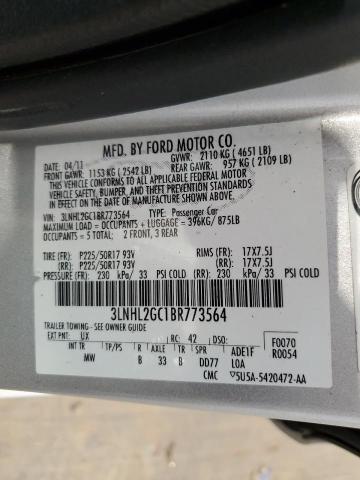 MFD. BY FORD MOTOR CO.
DATE: 04/11 GVWR: 2110 KG ( 4651 LB)
FRONT GAWR: 1153 KG ( 2542 LB) REAR GAWR: 957 KG ( 2109 LB)
THIS VEHICLE CONFORMS TO ALL APPLICABLE FEDERAL MOTOR
VEHICLE SAFETY, BUMPER, AND THEFT PREVENTION STANDARDS
IN EFFECT ON THE DATE OF MANUFACTURE SHOWN ABOVE.
VEHICLE: 3LNHL2GC1BR773564 TYPE: Passenger Car
MAXIMUM LOAD = OCCUPANTS + LUGGAGE = 396KG / 875LB
OCCUPANTS = 5 TOTAL: 2 FRONT, 3 REAR
TIRE (FR): P225/50R17 93V RIMS (FR): 17X7.5J
(RR): P225/50R17 93V (RR): 17X7.5J
PRESSURE (FR): 230 kPa/ 33 PSI COLD (RR): 230 kPa/ 33 PSI COLD
3LNHL2GC1BR773564
TRAILER TOWING- SEE OWNER GUIDE
EXT PNT: UX RC: 42 DSO: F0070
INT TR TP/PS R AXLE TR SPR ADE1F R0054
MW B 33 B DD77 LOA
CMC ▽5U5A-5420472-AA